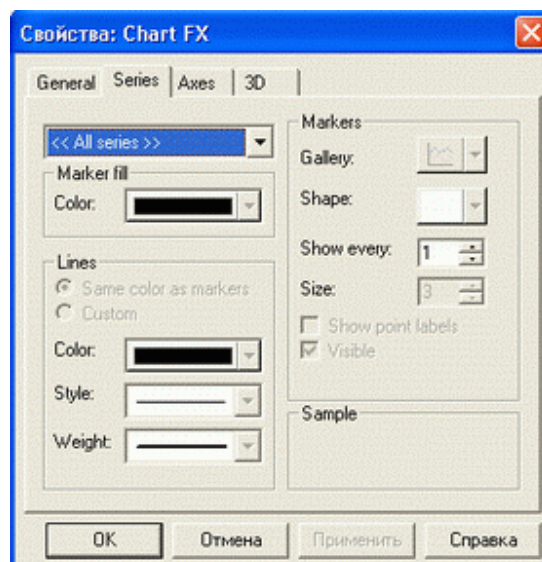 Свойства: Chart FX
General Series Axes 3D
<< All series >>
Marker fill
Color:
Lines
Same color as markers
Custom
Color:
Style:
Weight:
Markers
Gallery:
Shape:
Show every: 1
Size: 3
Show point labels
Visible
Sample
OK Отмена Применить Справка